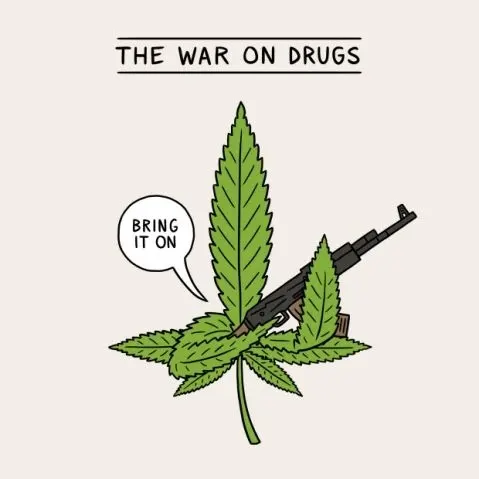 THE WAR ON DRUGS
BRING
IT ON